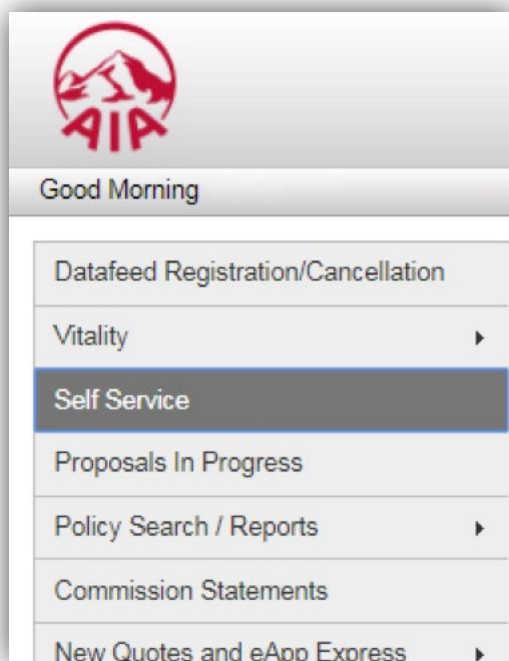 AIA
Good Morning
Datafeed Registration/Cancellation
Vitality
Self Service
Proposals In Progress
Policy Search / Reports
Commission Statements
New Quotes and eApp Express